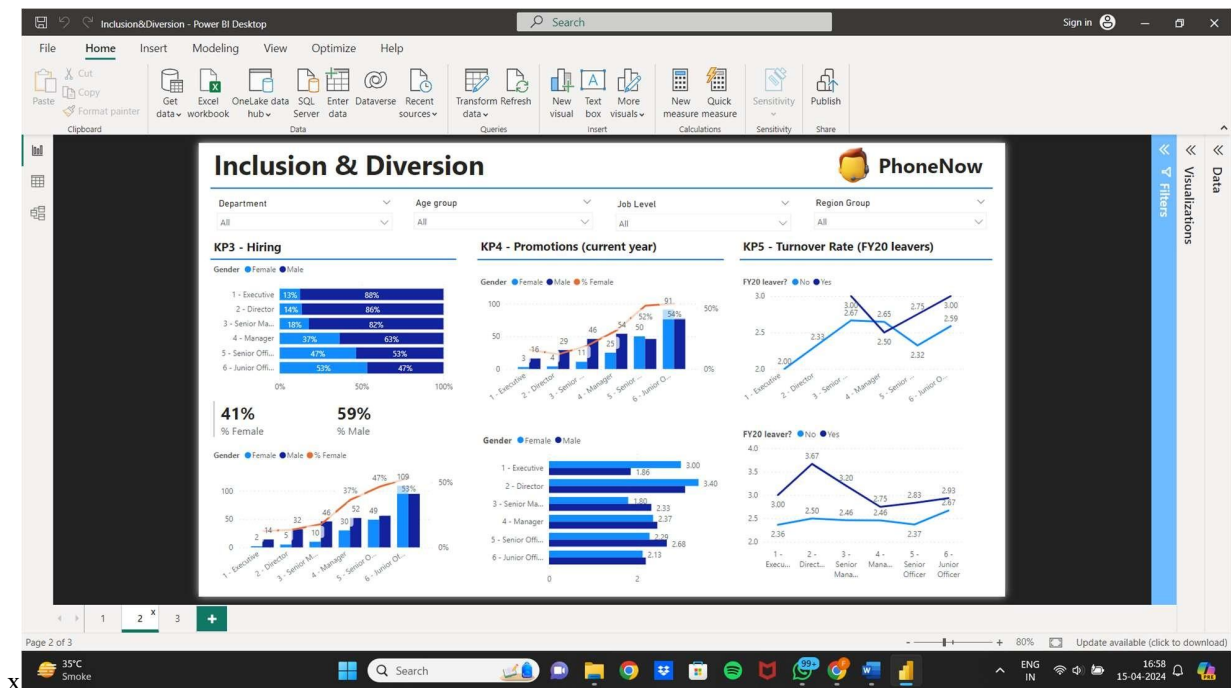 Inclusion&Diversion - Power BI Desktop
Search
Sign in
File Home Insert Modeling View Optimize Help
Paste
Cut
Copy
Format painter
Clipboard
Get data
Excel workbook
OneLake data hub
SQL Server
Enter data
Dataverse
Recent sources
Data
Transform data
Refresh
Queries
New visual
Text box
More visuals
Insert
New measure
Quick measure
Calculations
Sensitivity
Sensitivity
Publish
Share
Inclusion & Diversion
PhoneNow
Department
All
Age group
All
Job Level
All
Region Group
All
KP3 - Hiring
Gender Female Male
1 - Executive 13% 88%
2 - Director 14% 86%
3 - Senior Ma... 18% 82%
4 - Manager 37% 63%
5 - Senior Offi... 47% 53%
6 - Junior Offi... 53% 47%
0% 50% 100%
41%
% Female
59%
% Male
Gender Female Male % Female
100
50
0
50%
0%
2 14 5 32 10 46 30 52 49 109
37% 47% 53%
1 - Executive
2 - Director
3 - Senior M...
4 - Manager
5 - Senior O...
6 - Junior Of...
KP4 - Promotions (current year)
Gender Female Male % Female
100
50
0
50%
0%
3 16 4 29 11 46 25 54 50 91
52% 54%
1 - Executive
2 - Director
3 - Senior ...
4 - Manager
5 - Senior ...
6 - Junior O...
Gender Female Male
1 - Executive 3.00 1.86
2 - Director 3.40
3 - Senior Ma... 1.80 2.33
4 - Manager 2.37
5 - Senior Offi... 2.29 2.68
6 - Junior Offi... 2.13
0 2
KP5 - Turnover Rate (FY20 leavers)
FY20 leaver? No Yes
3.0
2.5
2.0
2.00 2.33 3.00 2.67 2.65 2.50 2.75 2.32 3.00 2.59
1 - Executive
2 - Director
3 - Senior ...
4 - Manager
5 - Senior ...
6 - Junior O...
FY20 leaver? No Yes
4.0
3.5
3.0
2.5
2.0
3.00 3.67 3.20 2.75 2.83 2.93
2.36 2.50 2.46 2.46 2.37 2.67
1 - Execu...
2 - Direct...
3 - Senior Mana...
4 - Mana...
5 - Senior Officer
6 - Junior Officer
Filters
Visualizations
Data
1 2 x 3 +
Page 2 of 3
- + 80%
Update available (click to download)
x
35°C
Smoke
Search
99+
ENG
IN
16:58
15-04-2024
PRE